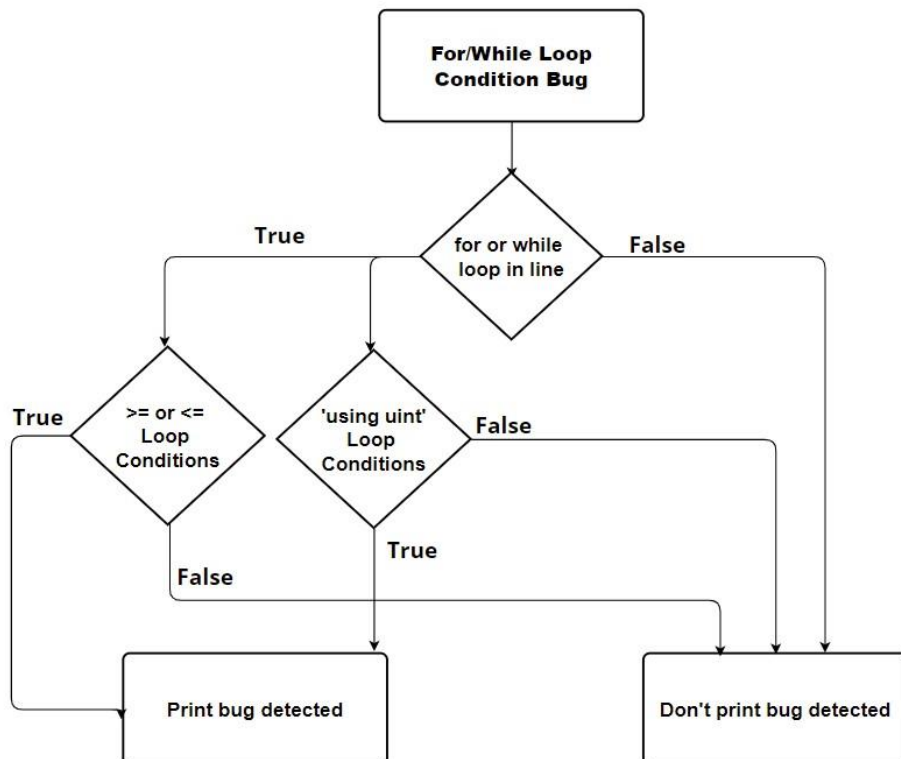 For/While Loop
Condition Bug
for or while
loop in line
True
False
>= or <=
Loop
Conditions
'using uint'
Loop
Conditions
True
False
True
False
Print bug detected
Don't print bug detected